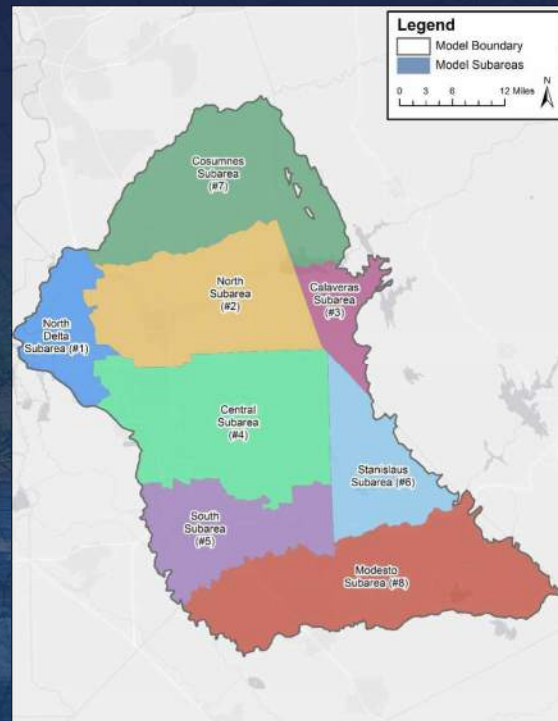 Legend
Model Boundary
Model Subareas
N
0 3 6 12 Miles
Cosumnes
Subarea
(#7)
North
Subarea
(#2)
Calaveras
Subarea
(#3)
North
Delta
Subarea (#1)
Central
Subarea
(#4)
Stanislaus
Subarea (#6)
South
Subarea
(#5)
Modesto
Subarea (#8)